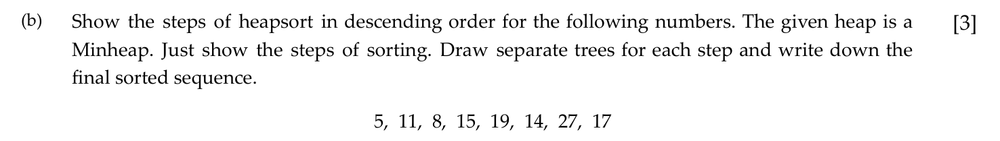 (b) Show the steps of heapsort in descending order for the following numbers. The given heap is a [3]
Minheap. Just show the steps of sorting. Draw separate trees for each step and write down the
final sorted sequence.
5, 11, 8, 15, 19, 14, 27, 17